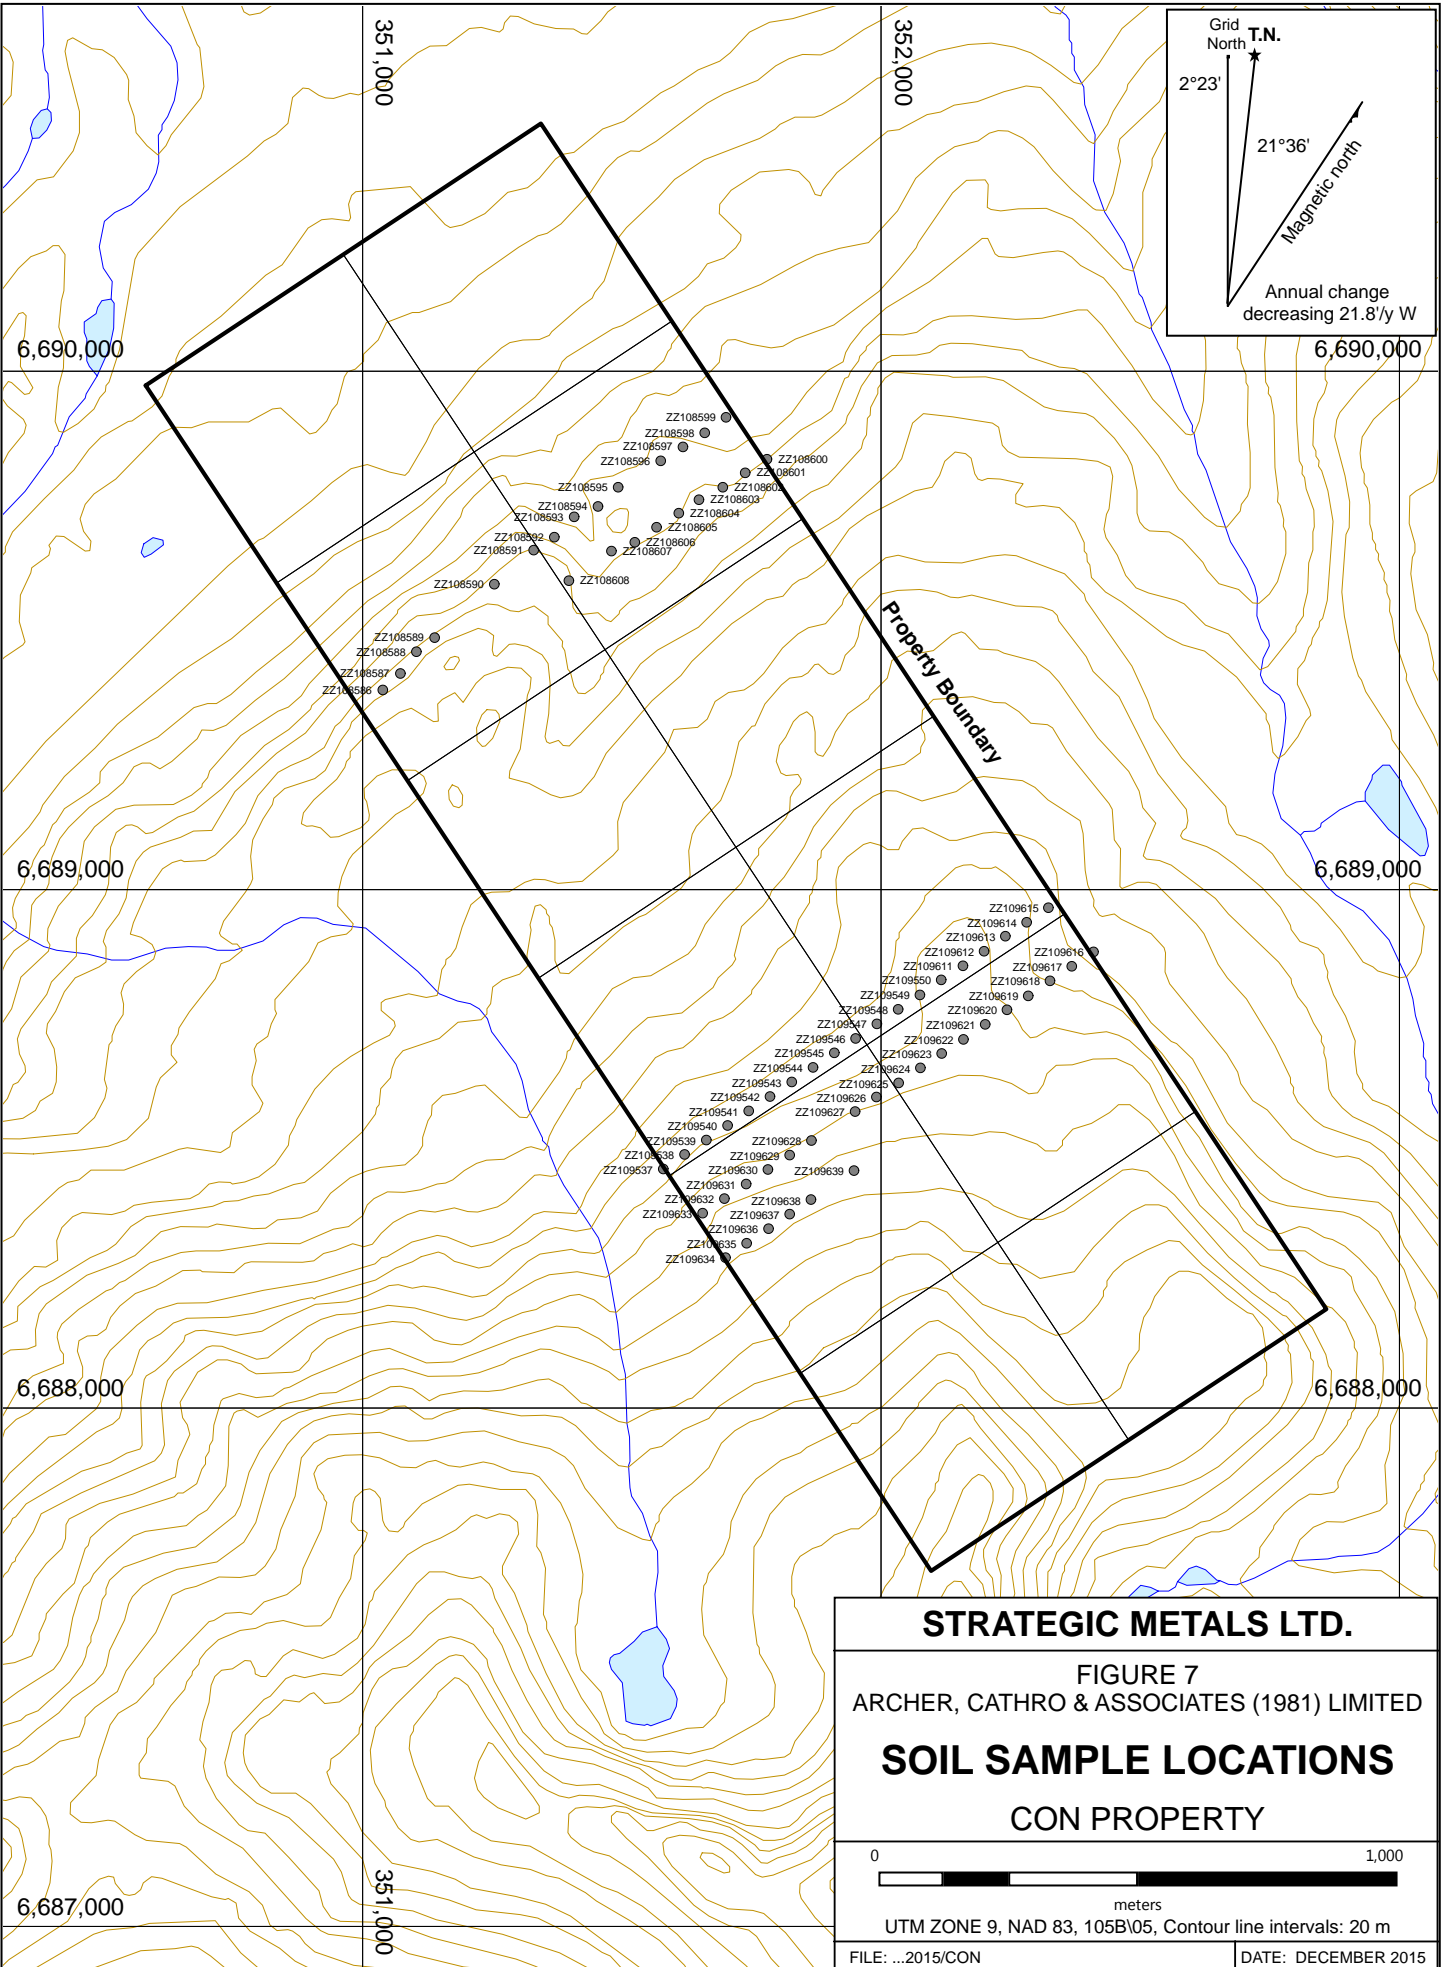 351,000
352,000
Grid
North
T.N.
2°23'
21°36'
Magnetic north
Annual change
decreasing 21.8'/y W
6,690,000
6,690,000
ZZ108599
ZZ108598
ZZ108597
ZZ108596
ZZ108600
ZZ108601
ZZ108595
ZZ108602
ZZ108603
ZZ108594
ZZ108593
ZZ108604
ZZ108605
ZZ108592
ZZ108606
ZZ108591
ZZ108607
ZZ108590
ZZ108608
ZZ108589
ZZ108588
ZZ108587
ZZ108586
Property Boundary
6,689,000
6,689,000
ZZ109615
ZZ109614
ZZ109613
ZZ109612
ZZ109616
ZZ109611
ZZ109617
ZZ109550
ZZ109618
ZZ109549
ZZ109619
ZZ109548
ZZ109620
ZZ109547
ZZ109621
ZZ109546
ZZ109622
ZZ109545
ZZ109623
ZZ109544
ZZ109624
ZZ109543
ZZ109625
ZZ109542
ZZ109626
ZZ109541
ZZ109627
ZZ109540
ZZ109539
ZZ109628
ZZ109538
ZZ109629
ZZ109537
ZZ109630
ZZ109639
ZZ109631
ZZ109632
ZZ109638
ZZ109633
ZZ109637
ZZ109636
ZZ109635
ZZ109634
6,688,000
6,688,000
351,000
6,687,000
STRATEGIC METALS LTD.
FIGURE 7
ARCHER, CATHRO & ASSOCIATES (1981) LIMITED
SOIL SAMPLE LOCATIONS
CON PROPERTY
0 1,000
meters
UTM ZONE 9, NAD 83, 105B\05, Contour line intervals: 20 m
FILE: ...2015/CON
DATE: DECEMBER 2015